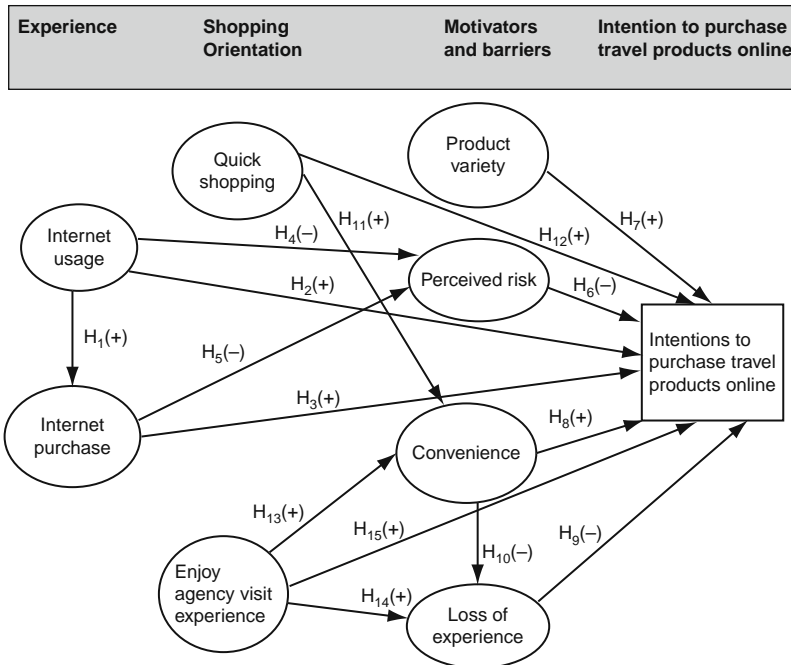 Experience
Shopping
Orientation
Motivators
and barriers
Intention to purchase
travel products online
Quick
shopping
Product
variety
H11(+)
H12(+)
H7(+)
Internet
usage
H4(–)
H2(+)
Perceived risk
H6(–)
H1(+)
H5(–)
Intentions to
purchase travel
products online
H3(+)
Internet
purchase
H8(+)
Convenience
H13(+)
H15(+)
H10(–)
H9(–)
Enjoy
agency visit
experience
H14(+)
Loss of
experience